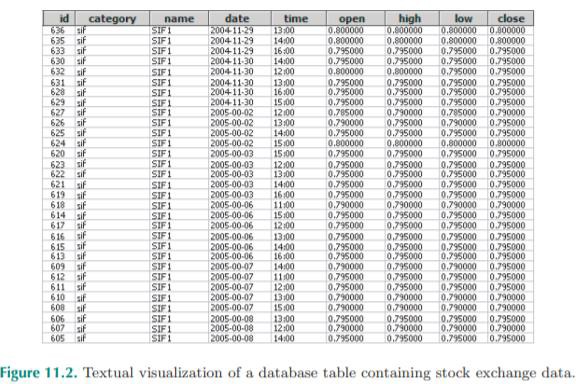 id category name date time open high low close
636 sif SIF1 2004-11-29 13:00 0.800000 0.800000 0.800000 0.800000
635 sif SIF1 2004-11-29 14:00 0.800000 0.800000 0.800000 0.800000
633 sif SIF1 2004-11-29 16:00 0.795000 0.795000 0.795000 0.795000
630 sif SIF1 2004-11-30 14:00 0.795000 0.795000 0.795000 0.795000
632 sif SIF1 2004-11-30 12:00 0.800000 0.800000 0.795000 0.795000
631 sif SIF1 2004-11-30 13:00 0.795000 0.795000 0.795000 0.795000
628 sif SIF1 2004-11-30 16:00 0.795000 0.795000 0.795000 0.795000
629 sif SIF1 2004-11-30 15:00 0.795000 0.795000 0.795000 0.795000
627 sif SIF1 2005-00-02 12:00 0.785000 0.790000 0.785000 0.790000
626 sif SIF1 2005-00-02 13:00 0.790000 0.795000 0.790000 0.795000
625 sif SIF1 2005-00-02 14:00 0.795000 0.795000 0.795000 0.795000
624 sif SIF1 2005-00-02 15:00 0.800000 0.800000 0.800000 0.800000
620 sif SIF1 2005-00-03 15:00 0.795000 0.795000 0.795000 0.795000
623 sif SIF1 2005-00-03 12:00 0.795000 0.795000 0.795000 0.795000
622 sif SIF1 2005-00-03 13:00 0.795000 0.795000 0.795000 0.795000
621 sif SIF1 2005-00-03 14:00 0.795000 0.795000 0.795000 0.795000
619 sif SIF1 2005-00-03 16:00 0.795000 0.795000 0.795000 0.795000
618 sif SIF1 2005-00-06 11:00 0.790000 0.790000 0.790000 0.790000
614 sif SIF1 2005-00-06 15:00 0.795000 0.795000 0.795000 0.795000
617 sif SIF1 2005-00-06 12:00 0.795000 0.795000 0.795000 0.795000
616 sif SIF1 2005-00-06 13:00 0.795000 0.795000 0.795000 0.795000
615 sif SIF1 2005-00-06 14:00 0.795000 0.795000 0.795000 0.795000
613 sif SIF1 2005-00-06 16:00 0.795000 0.795000 0.795000 0.795000
609 sif SIF1 2005-00-07 14:00 0.790000 0.795000 0.790000 0.795000
612 sif SIF1 2005-00-07 11:00 0.795000 0.795000 0.795000 0.795000
611 sif SIF1 2005-00-07 12:00 0.795000 0.795000 0.795000 0.795000
610 sif SIF1 2005-00-07 13:00 0.790000 0.790000 0.790000 0.790000
608 sif SIF1 2005-00-07 15:00 0.790000 0.790000 0.790000 0.790000
606 sif SIF1 2005-00-08 13:00 0.795000 0.795000 0.795000 0.795000
607 sif SIF1 2005-00-08 12:00 0.790000 0.795000 0.790000 0.790000
605 sif SIF1 2005-00-08 14:00 0.795000 0.795000 0.795000 0.795000
Figure 11.2. Textual visualization of a database table containing stock exchange data.